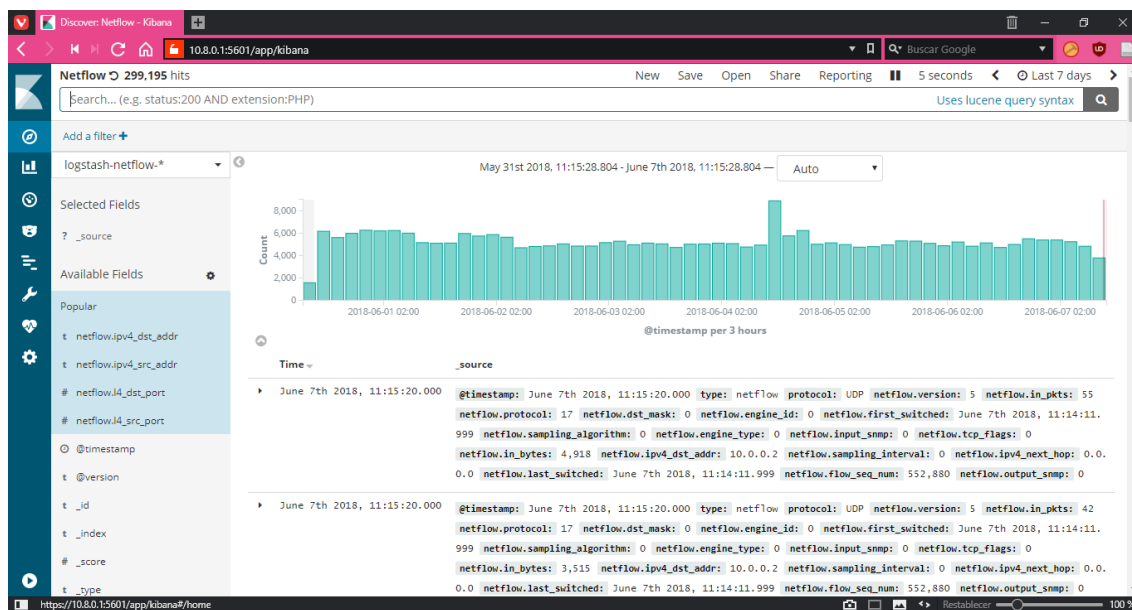 Discover: Netflow – Kibana
10.8.0.1:5601/app/kibana
Buscar Google
Netflow 299,195 hits
New Save Open Share Reporting 5 seconds Last 7 days
Search... (e.g. status:200 AND extension:PHP)
Uses lucene query syntax
Add a filter
logstash-netflow-*
May 31st 2018, 11:15:28.804 - June 7th 2018, 11:15:28.804 —
Auto
Selected Fields
? _source
Available Fields
Popular
t netflow.ipv4_dst_addr
t netflow.ipv4_src_addr
# netflow.l4_dst_port
# netflow.l4_src_port
@timestamp
t @version
t _id
t _index
# _score
t _type
Count
8,000
6,000
4,000
2,000
0
2018-06-01 02:00 2018-06-02 02:00 2018-06-03 02:00 2018-06-04 02:00 2018-06-05 02:00 2018-06-06 02:00 2018-06-07 02:00
@timestamp per 3 hours
Time _source
June 7th 2018, 11:15:20.000
@timestamp: June 7th 2018, 11:15:20.000 type: netflow protocol: UDP netflow.version: 5 netflow.in_pkts: 55
netflow.protocol: 17 netflow.dst_mask: 0 netflow.engine_id: 0 netflow.first_switched: June 7th 2018, 11:14:11.
999 netflow.sampling_algorithm: 0 netflow.engine_type: 0 netflow.input_snmp: 0 netflow.tcp_flags: 0
netflow.in_bytes: 4,918 netflow.ipv4_dst_addr: 10.0.0.2 netflow.sampling_interval: 0 netflow.ipv4_next_hop: 0.0.
0.0 netflow.last_switched: June 7th 2018, 11:14:11.999 netflow.flow_seq_num: 552,880 netflow.output_snmp: 0
June 7th 2018, 11:15:20.000
@timestamp: June 7th 2018, 11:15:20.000 type: netflow protocol: UDP netflow.version: 5 netflow.in_pkts: 42
netflow.protocol: 17 netflow.dst_mask: 0 netflow.engine_id: 0 netflow.first_switched: June 7th 2018, 11:14:11.
999 netflow.sampling_algorithm: 0 netflow.engine_type: 0 netflow.input_snmp: 0 netflow.tcp_flags: 0
netflow.in_bytes: 3,515 netflow.ipv4_dst_addr: 10.0.0.2 netflow.sampling_interval: 0 netflow.ipv4_next_hop: 0.0.
0.0 netflow.last_switched: June 7th 2018, 11:14:11.999 netflow.flow_seq_num: 552,880 netflow.output_snmp: 0
https://10.8.0.1:5601/app/kibana#/home
Restablecer
100 %